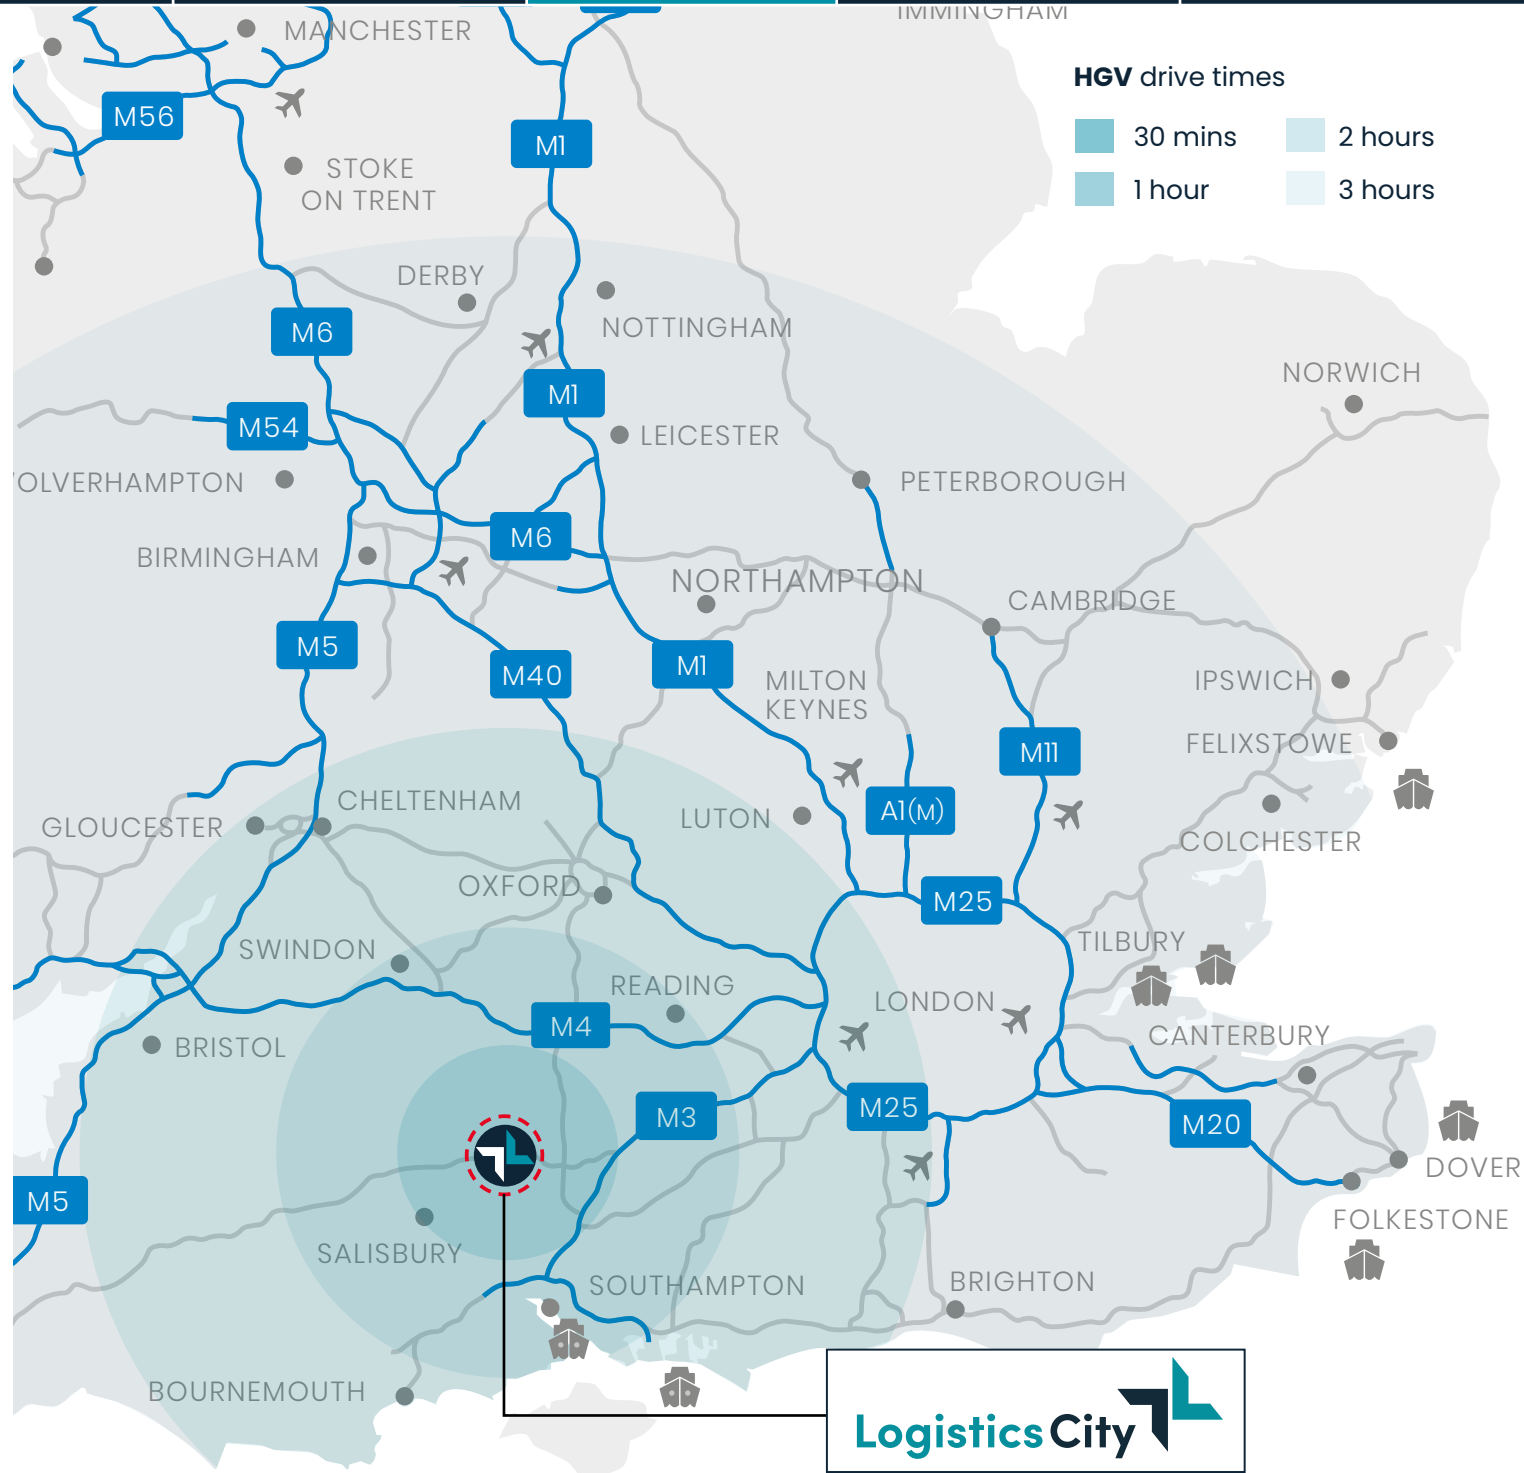 IMMINGHAM
MANCHESTER
HGV drive times
30 mins
2 hours
1 hour
3 hours
M56
M1
STOKE
ON TRENT
DERBY
NOTTINGHAM
M6
M1
NORWICH
M54
LEICESTER
OLVERHAMPTON
PETERBOROUGH
M6
BIRMINGHAM
NORTHAMPTON
CAMBRIDGE
M5
M40
M1
MILTON
KEYNES
IPSWICH
M11
FELIXSTOWE
CHELTENHAM
GLOUCESTER
LUTON
A1(M)
COLCHESTER
OXFORD
M25
SWINDON
TILBURY
READING
LONDON
M4
BRISTOL
CANTERBURY
M3
M25
M20
DOVER
M5
FOLKESTONE
SALISBURY
SOUTHAMPTON
BRIGHTON
BOURNEMOUTH
Logistics City